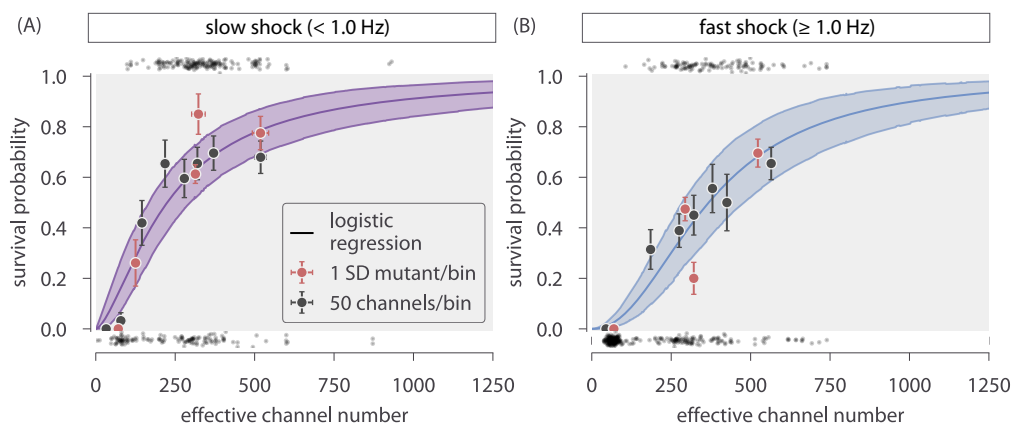 (A)
slow shock (< 1.0 Hz)
survival probability
1.0
0.8
0.6
0.4
0.2
0.0
logistic
regression
1 SD mutant/bin
50 channels/bin
0
250
500
750
1000
1250
effective channel number
(B)
fast shock (≥ 1.0 Hz)
survival probability
1.0
0.8
0.6
0.4
0.2
0.0
0
250
500
750
1000
1250
effective channel number